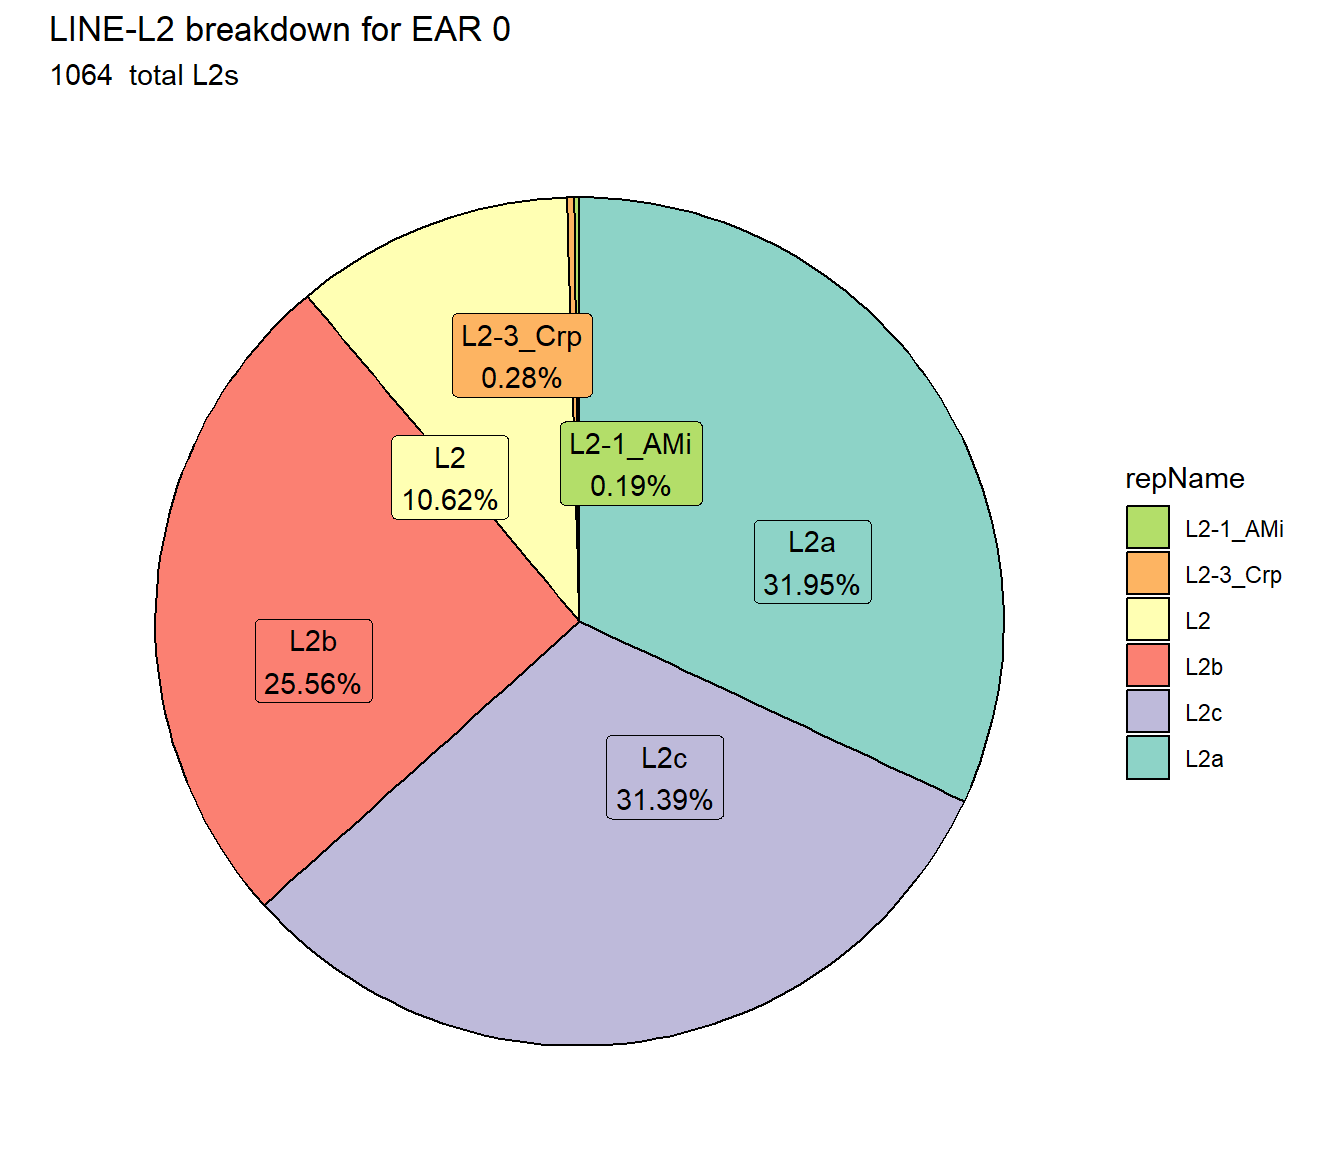 LINE-L2 breakdown for EAR 0
1064  total L2s
L2-3_Crp
0.28%
L2-1_AMi
0.19%
L2
10.62%
L2a
31.95%
L2b
25.56%
L2c
31.39%
repName
L2-1_AMi
L2-3_Crp
L2
L2b
L2c
L2a